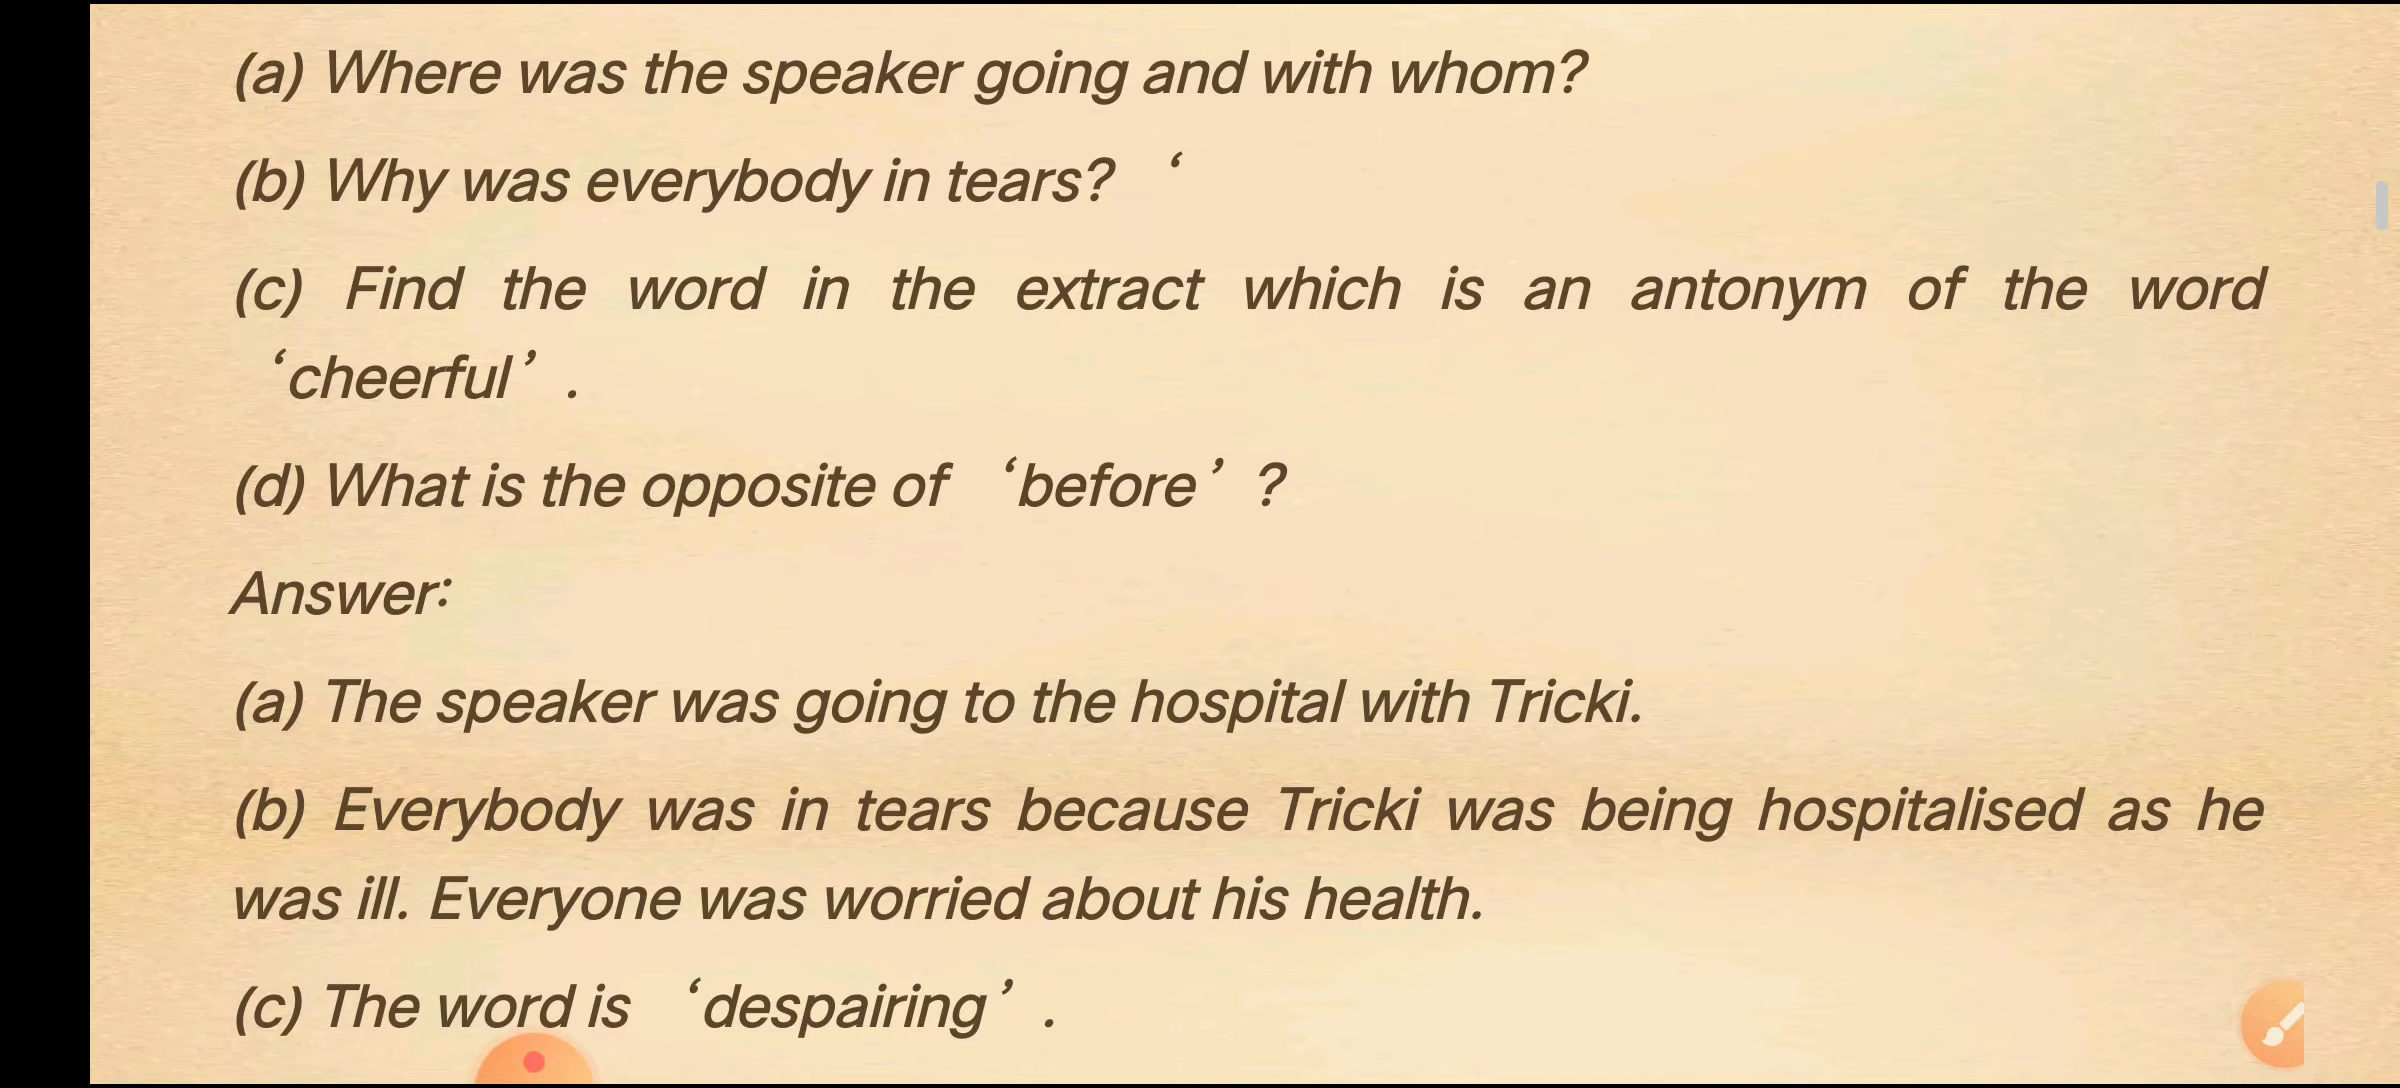 (a) Where was the speaker going and with whom?
(b) Why was everybody in tears? ‘
(c) Find the word in the extract which is an antonym of the word
‘cheerful’ .
(d) What is the opposite of ‘before’ ?
Answer:
(a) The speaker was going to the hospital with Tricki.
(b) Everybody was in tears because Tricki was being hospitalised as he
was ill. Everyone was worried about his health.
(c) The word is ‘despairing’ .